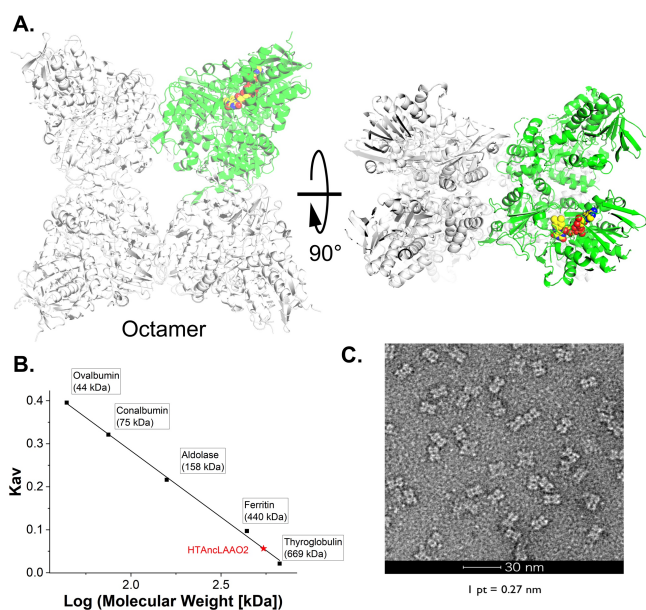 A.
90°
Octamer
B.
Ovalbumin
(44 kDa)
Conalbumin
(75 kDa)
Aldolase
(158 kDa)
Ferritin
(440 kDa)
Thyroglobulin
(669 kDa)
HTAncLAAO2
Kav
0.4
0.3
0.2
0.1
0.0
2.0
2.5
Log (Molecular Weight [kDa])
C.
30 nm
1 pt = 0.27 nm